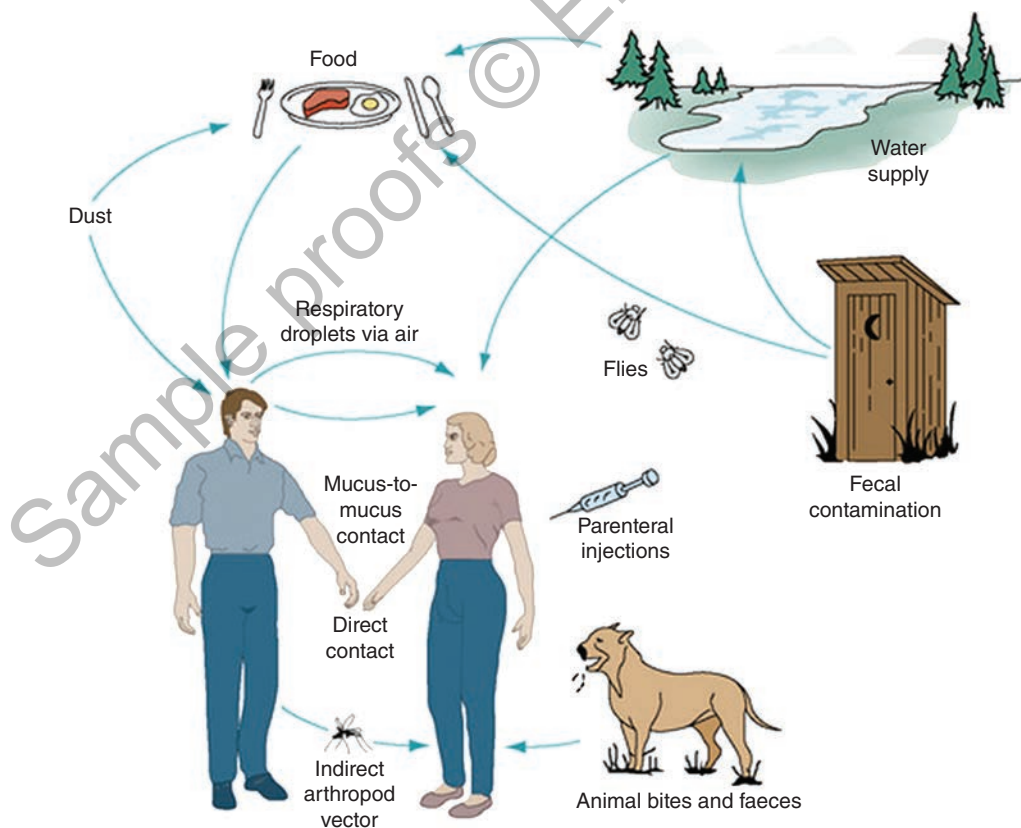 Food
Water
supply
Dust
Respiratory
droplets via air
Flies
Mucus-to-
mucus
contact
Fecal
contamination
Parenteral
injections
Direct
contact
Indirect
arthropod
vector
Animal bites and faeces
Sample proofs © E